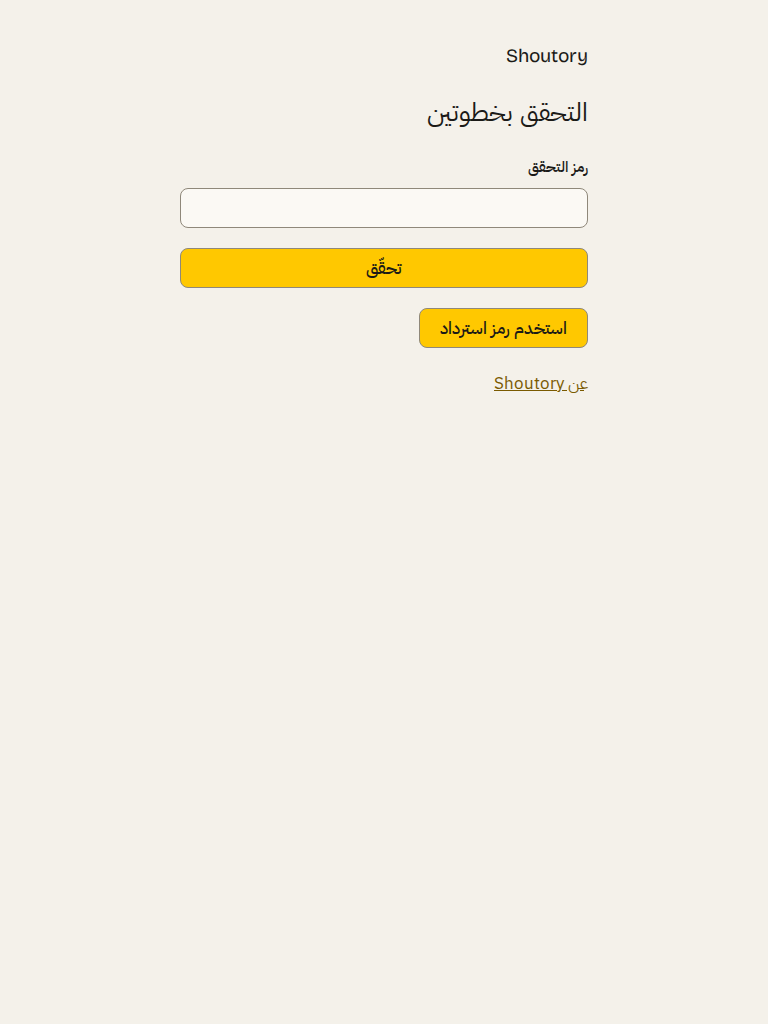 Shoutory
التحقق بخطوتين
رمز التحقق
تحقّق
استخدم رمز استرداد
عن Shoutory